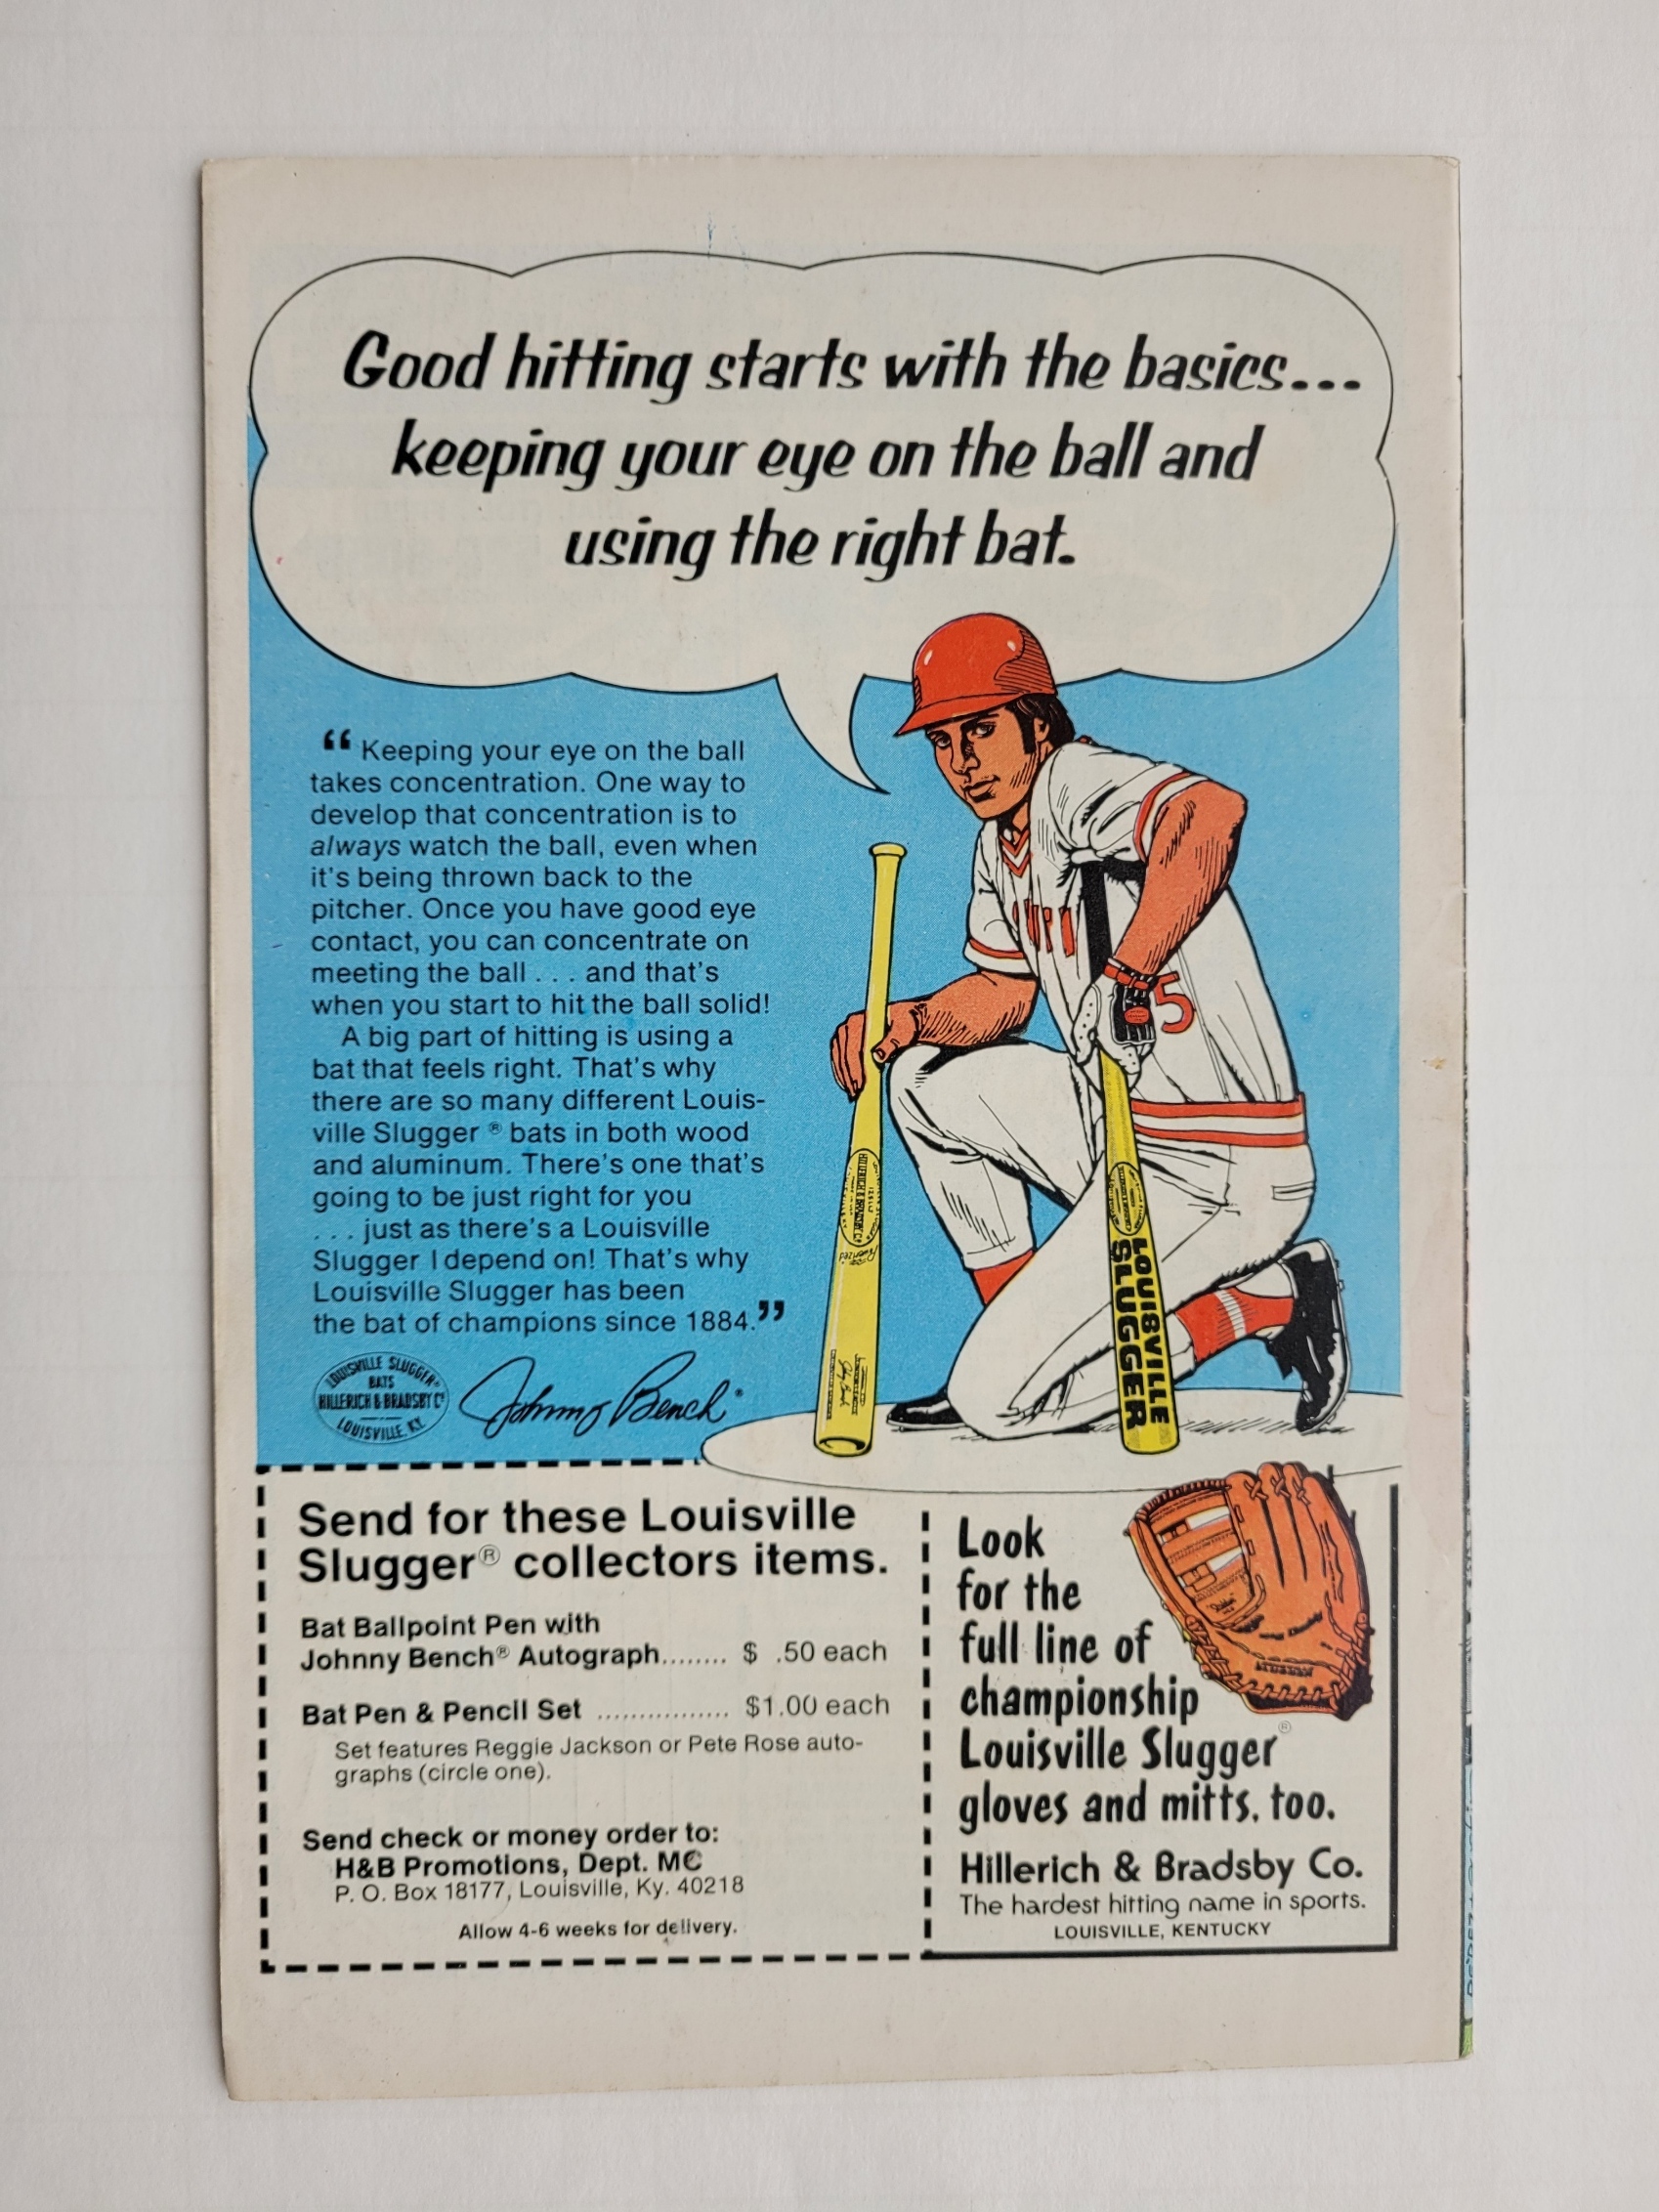 Good hitting starts with the basics...
keeping your eye on the ball and
using the right bat.
“ Keeping your eye on the ball
takes concentration. One way to
develop that concentration is to
always watch the ball, even when
it's being thrown back to the
pitcher. Once you have good eye
contact, you can concentrate on
meeting the ball . . . and that's
when you start to hit the ball solid!
A big part of hitting is using a
bat that feels right. That's why
there are so many different Louis-
ville Slugger ® bats in both wood
and aluminum. There's one that's
going to be just right for you
. . . just as there's a Louisville
Slugger I depend on! That's why
Louisville Slugger has been
the bat of champions since 1884.”
5
HILLERICH & BRADSBY Co
LOUISVILLE
SLUGGER
LOUISVILLE SLUGGER®
BATS
HILLERICH & BRADSBY Co
LOUISVILLE, KY.
Johnny Bench®
Send for these Louisville
Slugger® collectors items.
Bat Ballpoint Pen with
Johnny Bench® Autograph........ $ .50 each
Bat Pen & Pencil Set ................ $1.00 each
Set features Reggie Jackson or Pete Rose auto-
graphs (circle one).
Send check or money order to:
H&B Promotions, Dept. MC
P. O. Box 18177, Louisville, Ky. 40218
Allow 4-6 weeks for delivery.
Look
for the
full line of
championship
Louisville Slugger®
gloves and mitts, too.
Hillerich & Bradsby Co.
The hardest hitting name in sports.
LOUISVILLE, KENTUCKY